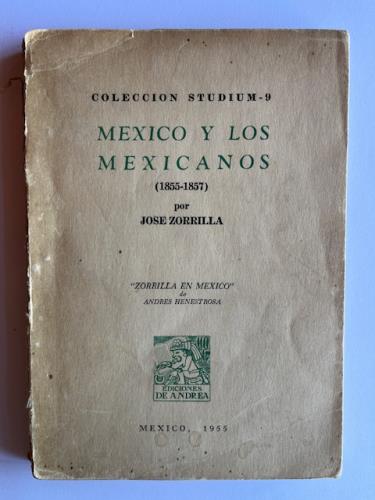 COLECCION STUDIUM-9
MEXICO Y LOS
MEXICANOS
(1855-1857)
por
JOSE ZORRILLA
"ZORRILLA EN MEXICO"
de
ANDRES HENESTROSA
EDICIONES
DE ANDREA
MEXICO, 1955